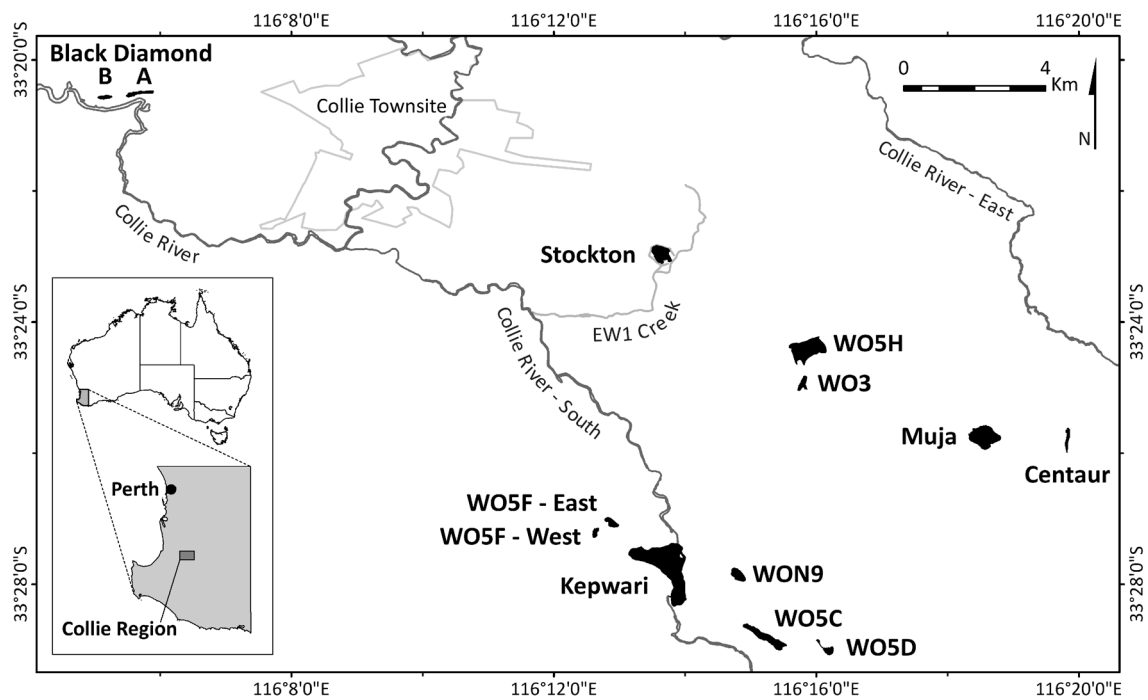 116°8'0"E
116°12'0"E
116°16'0"E
116°20'0"E
33°20'0"S
33°24'0"S
33°28'0"S
Black Diamond
B A
Collie Townsite
0 4
Km
N
Collie River - East
Collie River
Stockton
EW1 Creek
Collie River - South
WO5H
WO3
Muja
Centaur
Perth
Collie Region
WO5F - East
WO5F - West
Kepwari
WON9
WO5C
WO5D
33°20'0"S
33°24'0"S
33°28'0"S
116°8'0"E
116°12'0"E
116°16'0"E
116°20'0"E